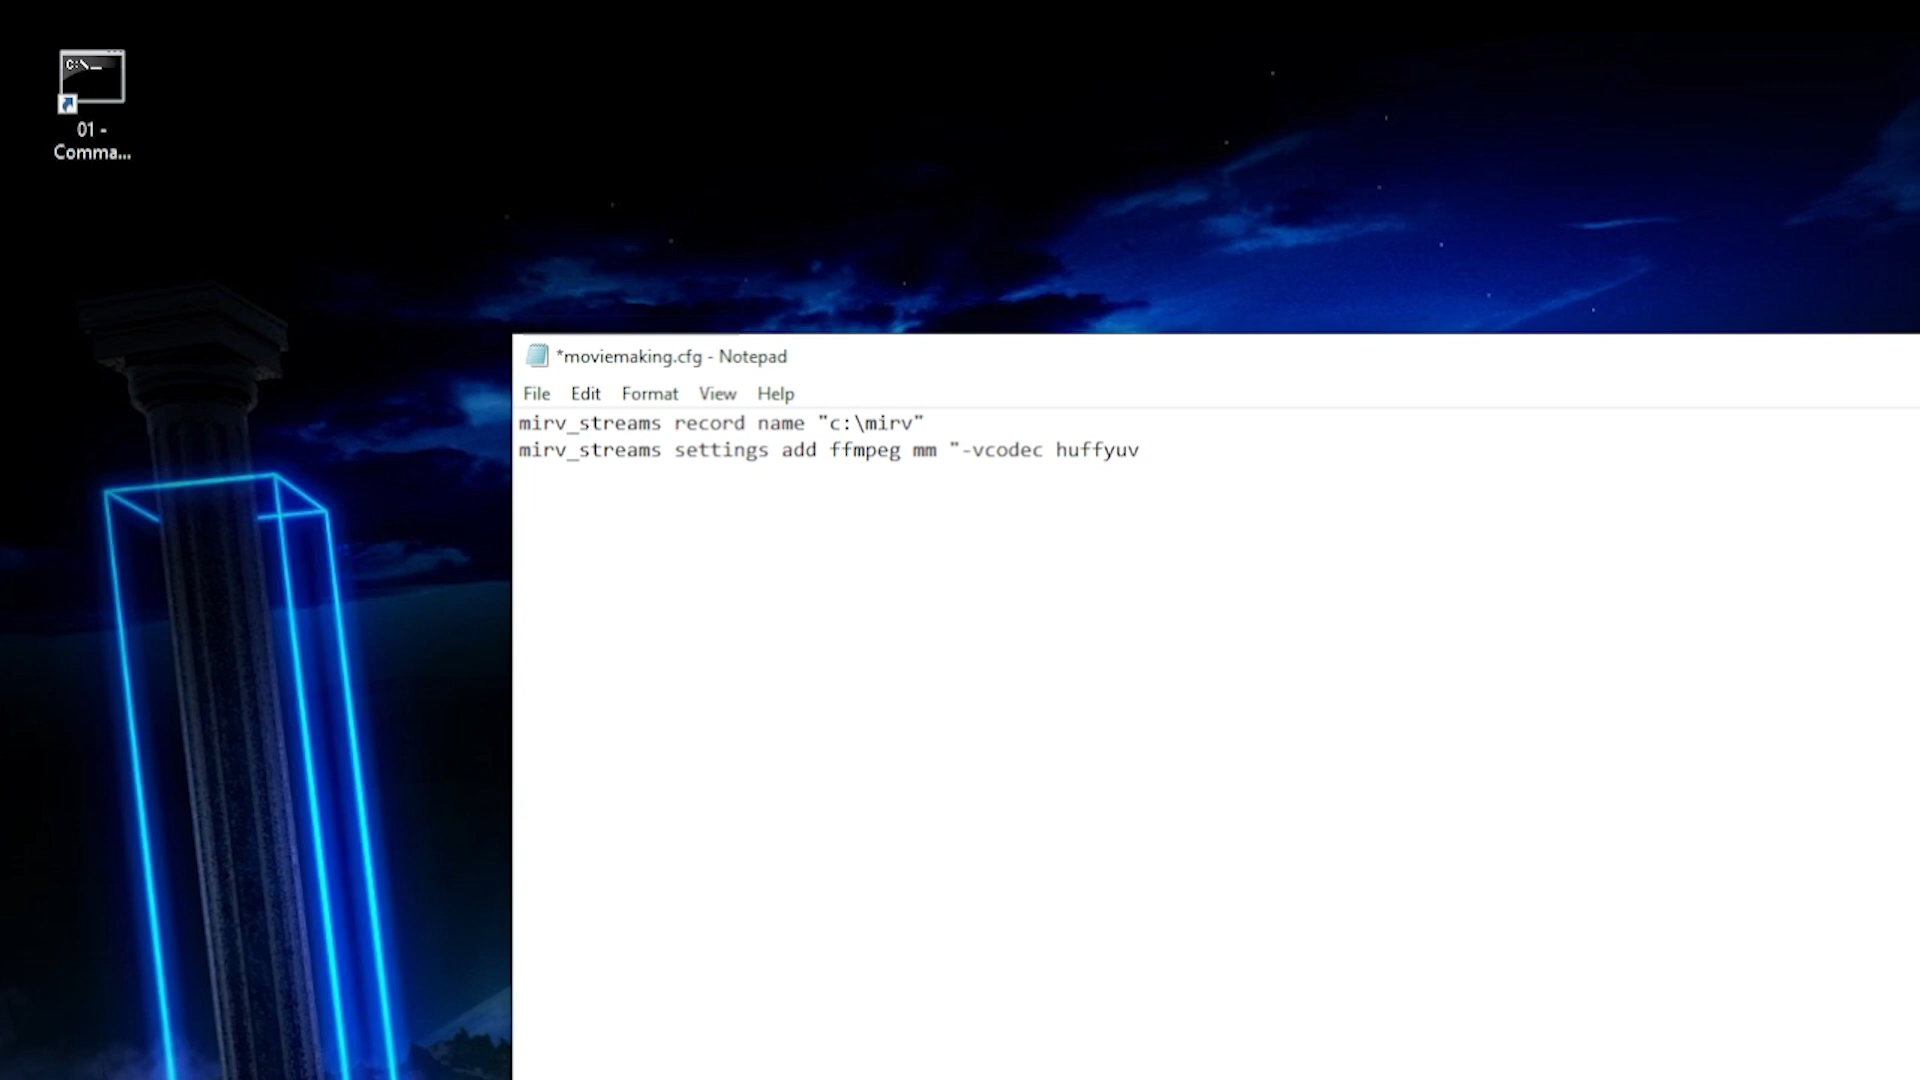 C:\_
01 -
Comma...
*moviemaking.cfg - Notepad
File Edit Format View Help
mirv_streams record name "c:\mirv"
mirv_streams settings add ffmpeg mm "-vcodec huffyuv